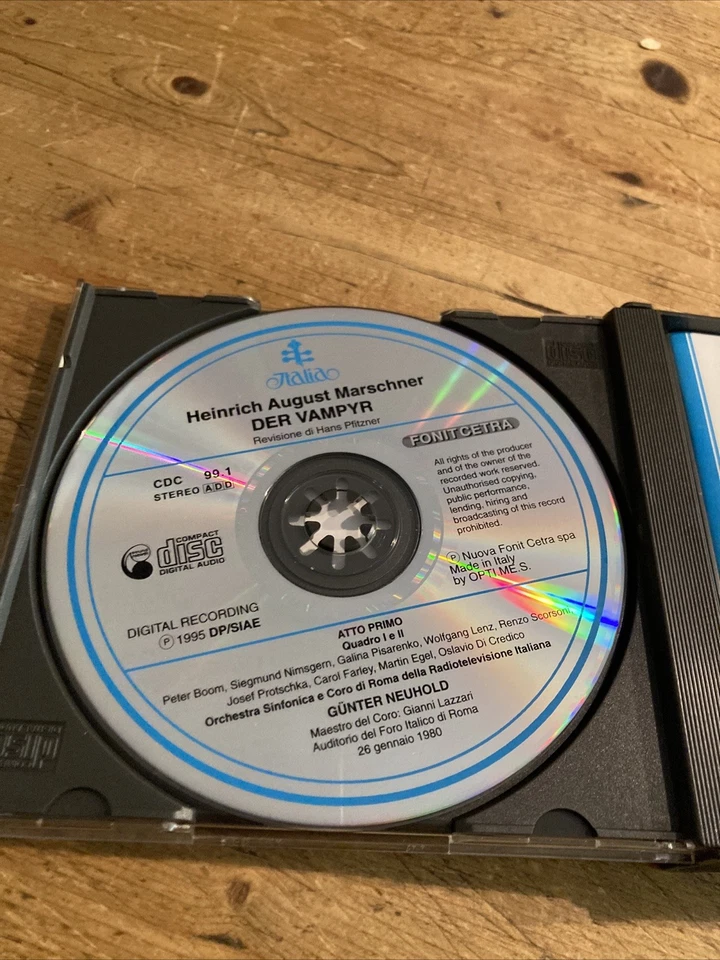 Italia
Heinrich August Marschner
DER VAMPYR
Revisione di Hans Pfitzner
FONIT CETRA
CDC 99.1
STEREO ADD
All rights of the producer
and of the owner of the
recorded work reserved.
Unauthorised copying,
public performance,
lending, hiring and
broadcasting of this record
prohibited.
COMPACT
disc
DIGITAL AUDIO
Ⓟ Nuova Fonit Cetra spa
Made in Italy
by OPTI.ME.S.
DIGITAL RECORDING
Ⓟ 1995 DP/SIAE
ATTO PRIMO
Quadro I e II
Peter Boom, Siegmund Nimsgern, Galina Pisarenko, Wolfgang Lenz, Renzo Scorsoni,
Josef Protschka, Carol Farley, Martin Egel, Oslavio Di Credico
Orchestra Sinfonica e Coro di Roma della Radiotelevisione Italiana
GÜNTER NEUHOLD
Maestro del Coro: Gianni Lazzari
Auditorio del Foro Italico di Roma
26 gennaio 1980
disc